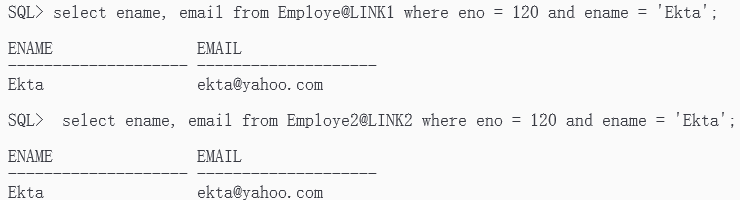 SQL> select ename, email from Employe@LINK1 where eno = 120 and ename = 'Ekta';
ENAME                EMAIL
-------------------- --------------------
Ekta                 ekta@yahoo.com
SQL>  select ename, email from Employe2@LINK2 where eno = 120 and ename = 'Ekta';
ENAME                EMAIL
-------------------- --------------------
Ekta                 ekta@yahoo.com